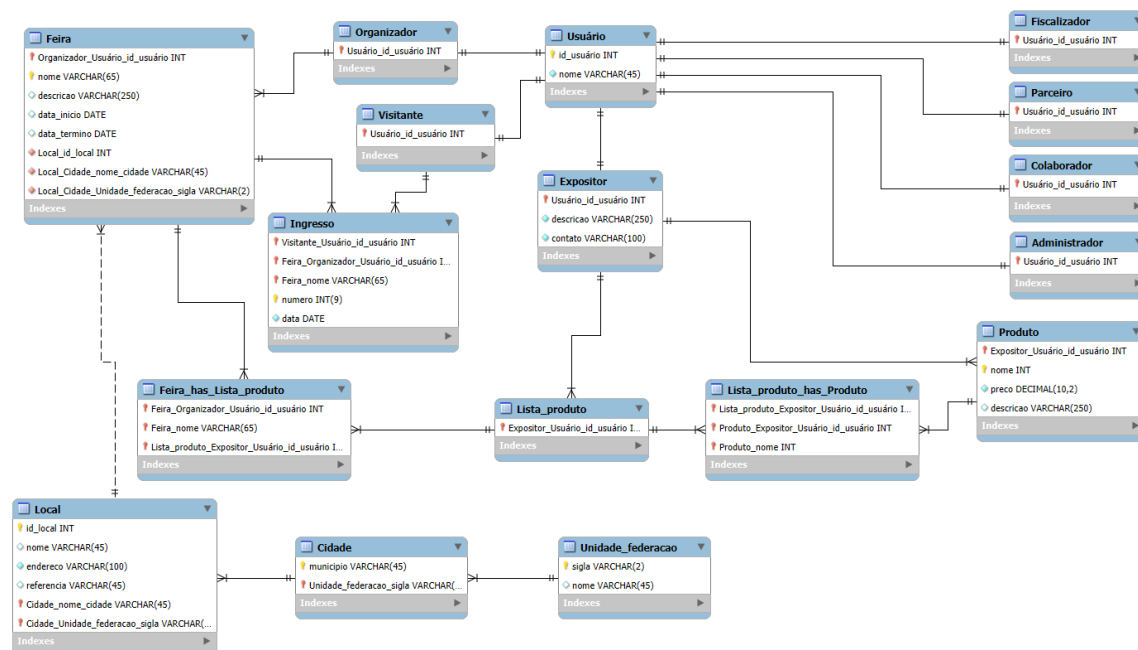 Feira
Organizador_Usuário_id_usuário INT
nome VARCHAR(65)
descricao VARCHAR(250)
data_inicio DATE
data_termino DATE
Local_id_local INT
Local_Cidade_nome_cidade VARCHAR(45)
Local_Cidade_Unidade_federacao_sigla VARCHAR(2)
Indexes
Organizador
Usuário_id_usuário INT
Indexes
Usuário
id_usuário INT
nome VARCHAR(45)
Indexes
Fiscalizador
Usuário_id_usuário INT
Indexes
Visitante
Usuário_id_usuário INT
Indexes
Parceiro
Usuário_id_usuário INT
Indexes
Colaborador
Usuário_id_usuário INT
Indexes
Expositor
Usuário_id_usuário INT
descricao VARCHAR(250)
contato VARCHAR(100)
Indexes
Ingresso
Visitante_Usuário_id_usuário INT
Feira_Organizador_Usuário_id_usuário I...
Feira_nome VARCHAR(65)
numero INT(9)
data DATE
Indexes
Administrador
Usuário_id_usuário INT
Indexes
Produto
Expositor_Usuário_id_usuário INT
nome INT
preco DECIMAL(10,2)
descricao VARCHAR(250)
Indexes
Feira_has_Lista_produto
Feira_Organizador_Usuário_id_usuário INT
Feira_nome VARCHAR(65)
Lista_produto_Expositor_Usuário_id_usuário I...
Indexes
Lista_produto
Expositor_Usuário_id_usuário I...
Indexes
Lista_produto_has_Produto
Lista_produto_Expositor_Usuário_id_usuário I...
Produto_Expositor_Usuário_id_usuário INT
Produto_nome INT
Indexes
Local
id_local INT
nome VARCHAR(45)
endereco VARCHAR(100)
referencia VARCHAR(45)
Cidade_nome_cidade VARCHAR(45)
Cidade_Unidade_federacao_sigla VARCHAR(...
Indexes
Cidade
municipio VARCHAR(45)
Unidade_federacao_sigla VARCHAR(...
Indexes
Unidade_federacao
sigla VARCHAR(2)
nome VARCHAR(45)
Indexes